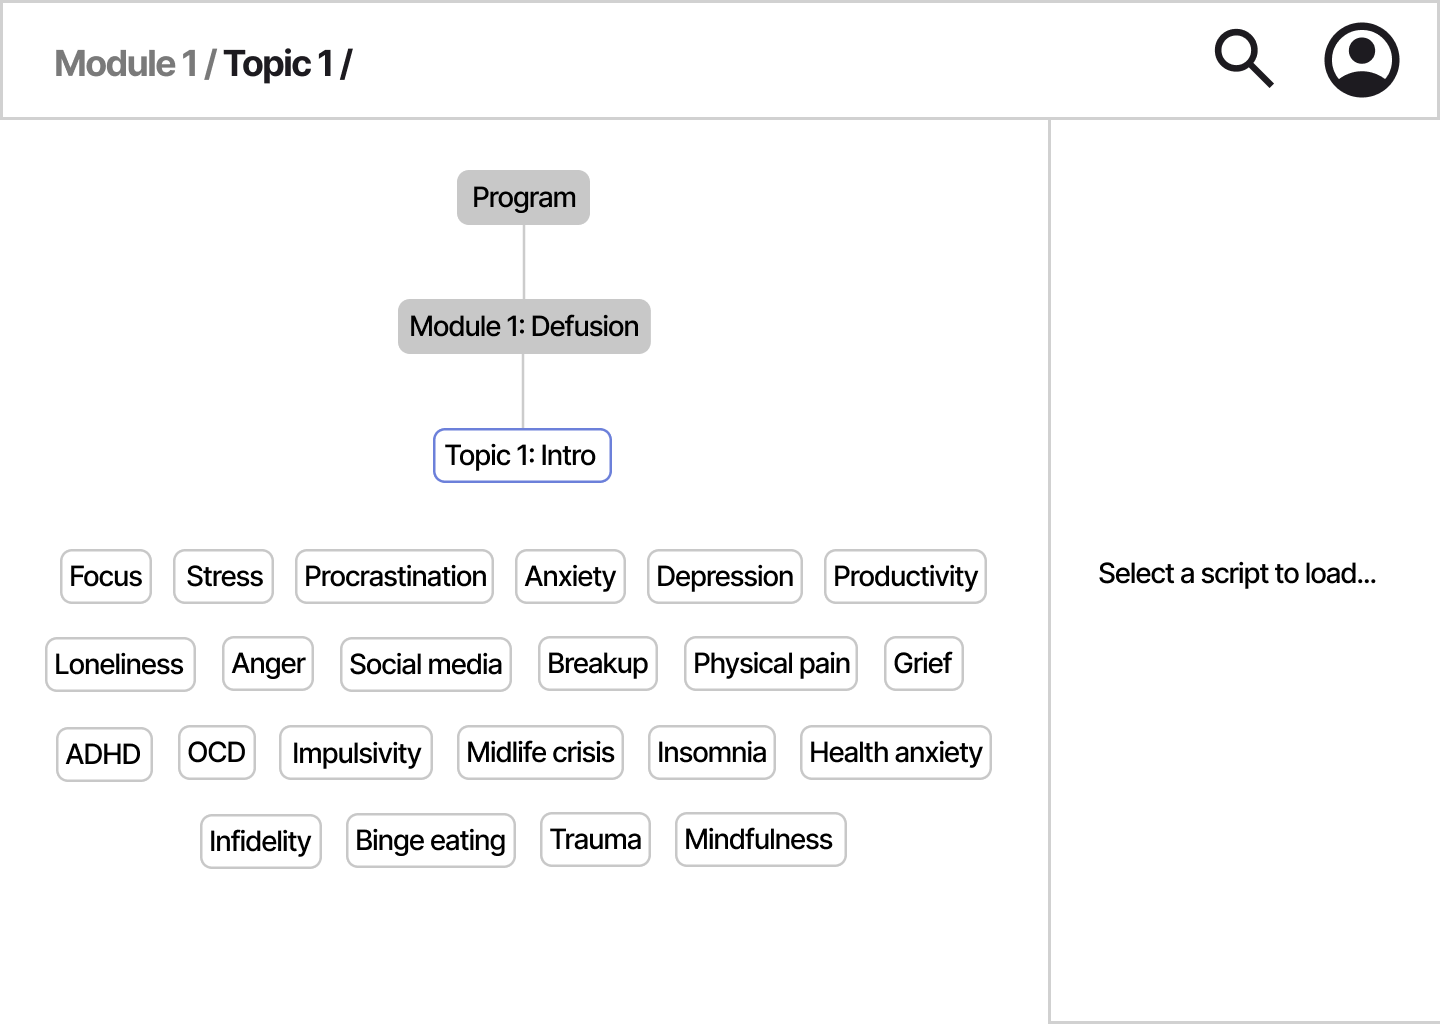 Module 1 / Topic 1 /
Program
Module 1: Defusion
Topic 1: Intro
Focus Stress Procrastination Anxiety Depression Productivity
Loneliness Anger Social media Breakup Physical pain Grief
ADHD OCD Impulsivity Midlife crisis Insomnia Health anxiety
Infidelity Binge eating Trauma Mindfulness
Select a script to load...